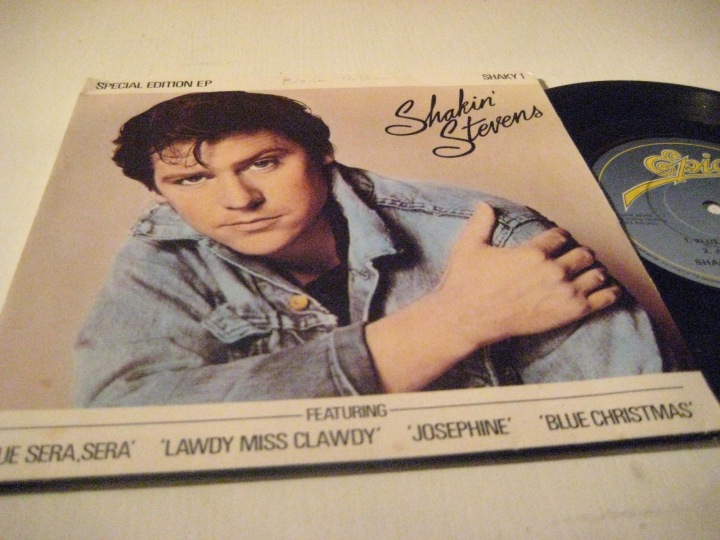 SPECIAL EDITION EP
SHAKY 1
Shakin'
Stevens
Epic
FEATURING
UE SERA, SERA' 'LAWDY MISS CLAWDY' 'JOSEPHINE' 'BLUE CHRISTMAS'